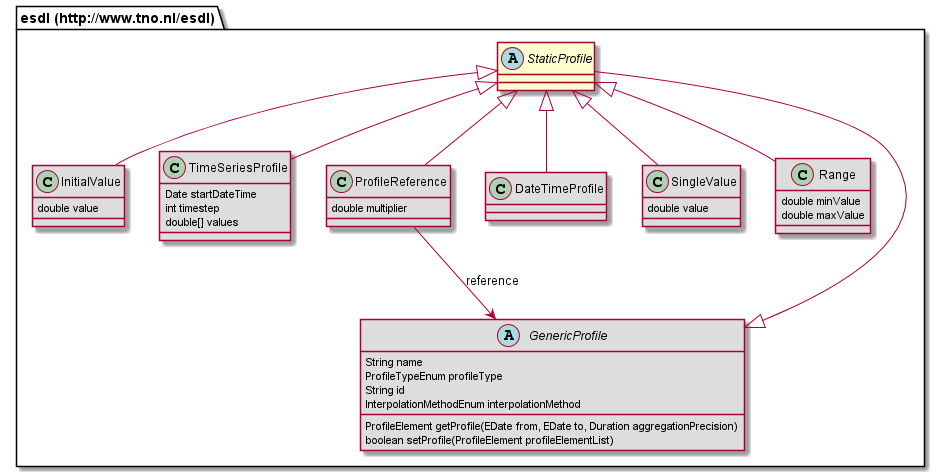 esdl (http://www.tno.nl/esdl)
A StaticProfile
C InitialValue
double value
C TimeSeriesProfile
Date startDateTime
int timestep
double[] values
C ProfileReference
double multiplier
C DateTimeProfile
C SingleValue
double value
C Range
double minValue
double maxValue
reference
A GenericProfile
String name
ProfileTypeEnum profileType
String id
InterpolationMethodEnum interpolationMethod
ProfileElement getProfile(EDate from, EDate to, Duration aggregationPrecision)
boolean setProfile(ProfileElement profileElementList)